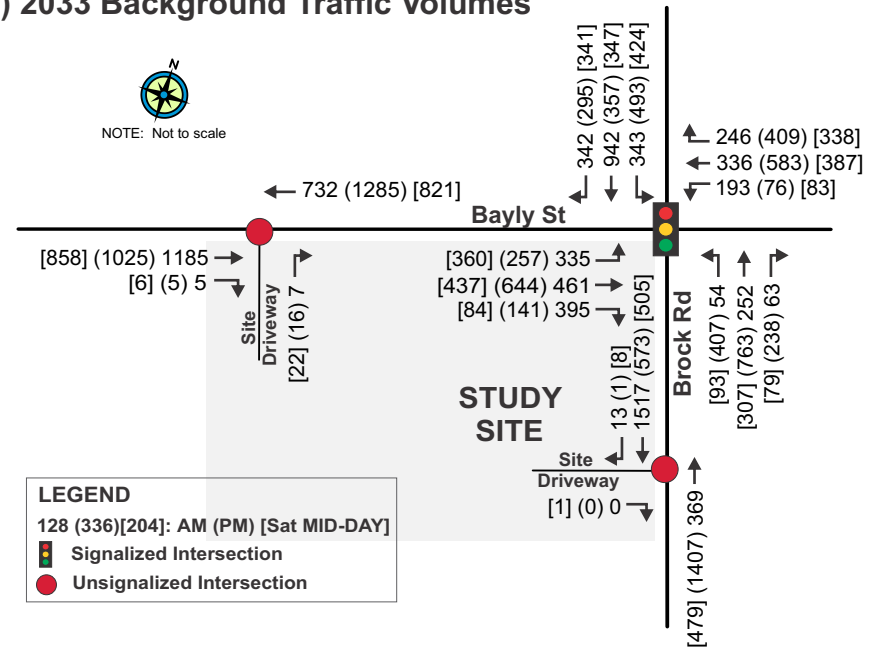 ) 2033 Background Traffic Volumes
N
NOTE: Not to scale
342 (295) [341]
942 (357) [347]
343 (493) [424]
246 (409) [338]
336 (583) [387]
193 (76) [83]
732 (1285) [821]
Bayly St
[858] (1025) 1185
[6] (5) 5
Site
Driveway
[22] (16) 7
[360] (257) 335
[437] (644) 461
[84] (141) 395
Brock Rd
[93] (407) 54
[307] (763) 252
[79] (238) 63
13 (1) [8]
1517 (573) [505]
STUDY
SITE
Site
Driveway
[1] (0) 0
[479] (1407) 369
LEGEND
128 (336)[204]: AM (PM) [Sat MID-DAY]
Signalized Intersection
Unsignalized Intersection